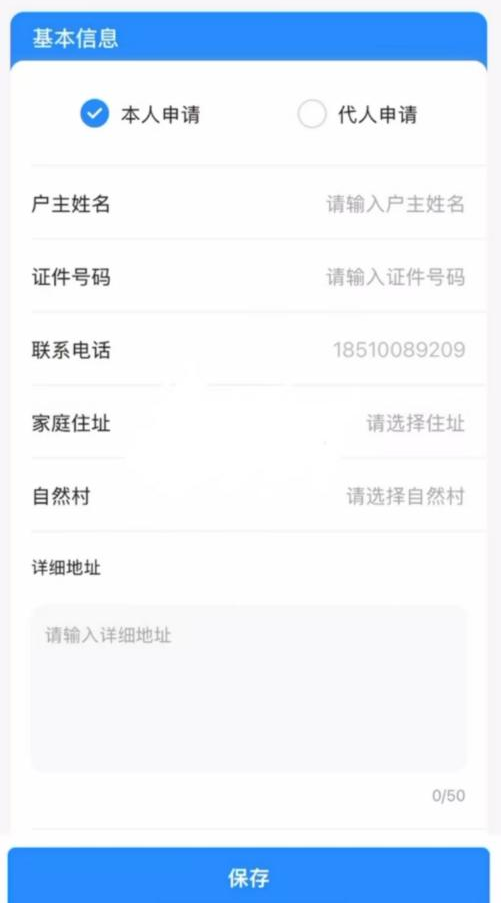 基本信息
本人申请 代人申请
户主姓名 请输入户主姓名
证件号码 请输入证件号码
联系电话 18510089209
家庭住址 请选择住址
自然村 请选择自然村
详细地址
请输入详细地址
0/50
保存